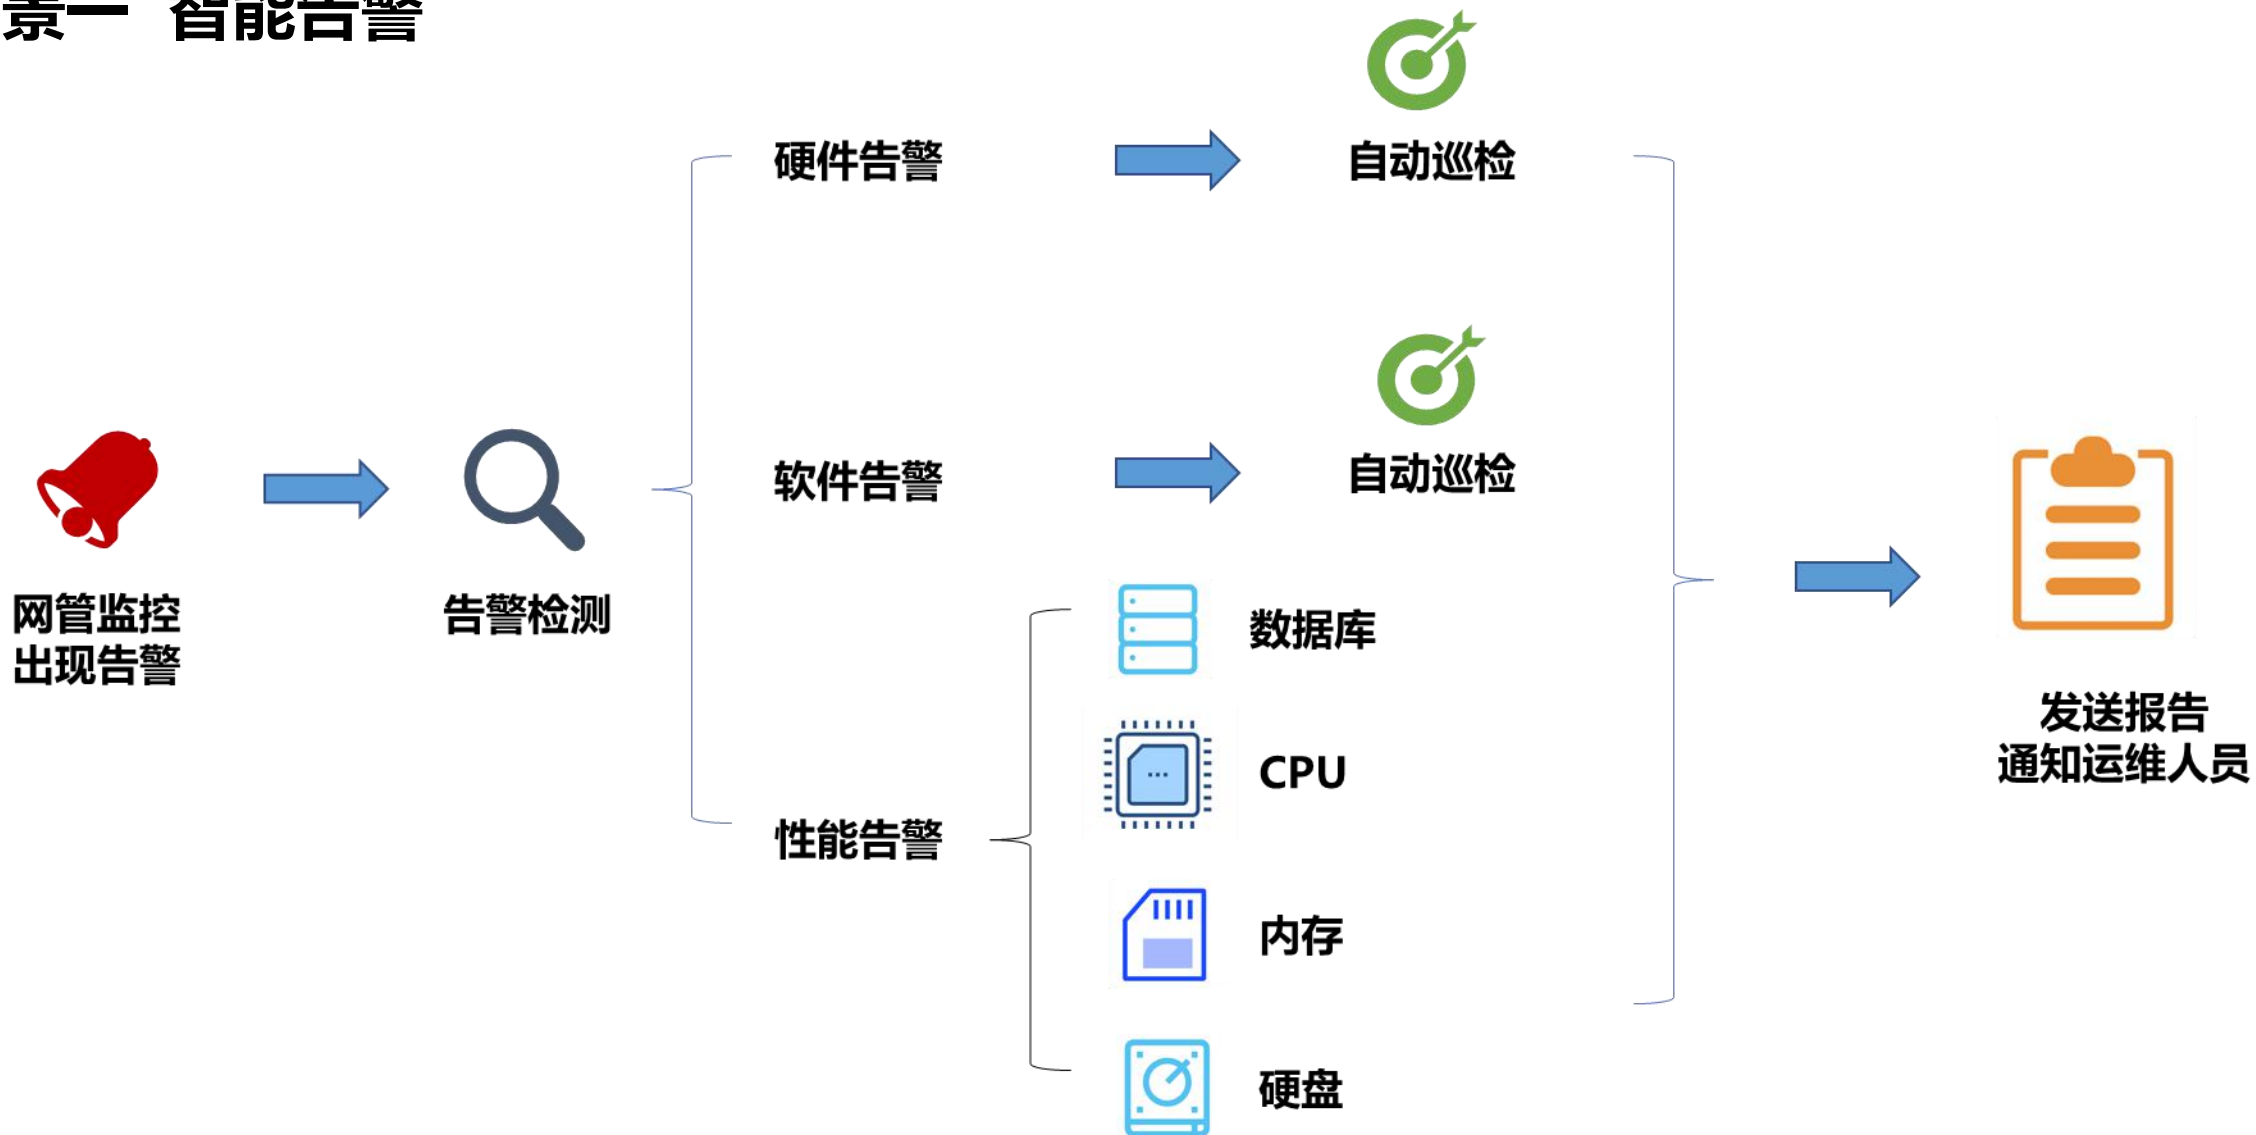 景一 智能告警
硬件告警
自动巡检
软件告警
自动巡检
网管监控
出现告警
告警检测
数据库
CPU
性能告警
内存
硬盘
发送报告
通知运维人员